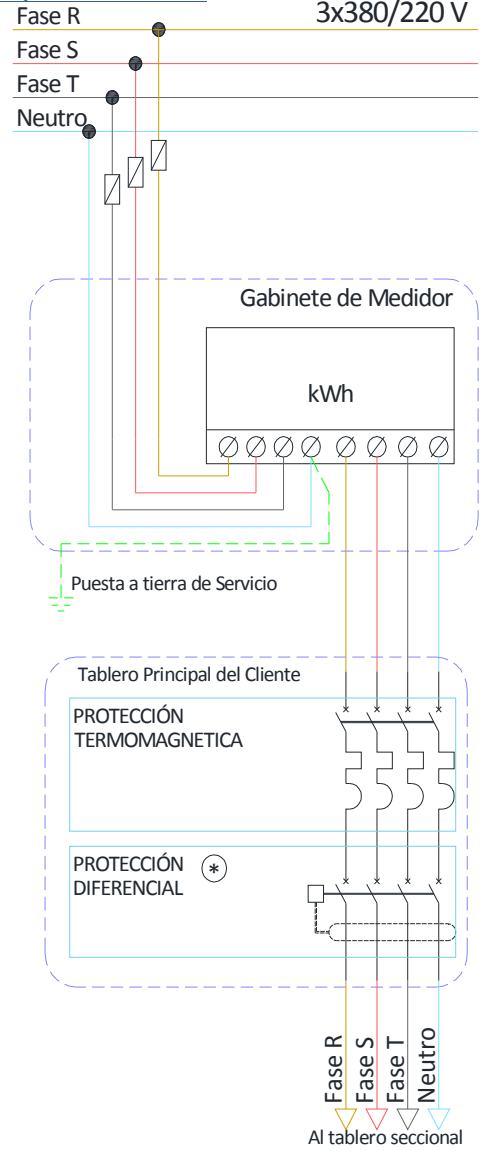 3x380/220 V
Fase R
Fase S
Fase T
Neutro
Gabinete de Medidor
kWh
Puesta a tierra de Servicio
Tablero Principal del Cliente
PROTECCIÓN
TERMOMAGNETICA
PROTECCIÓN *
DIFERENCIAL
Fase R
Fase S
Fase T
Neutro
Al tablero seccional